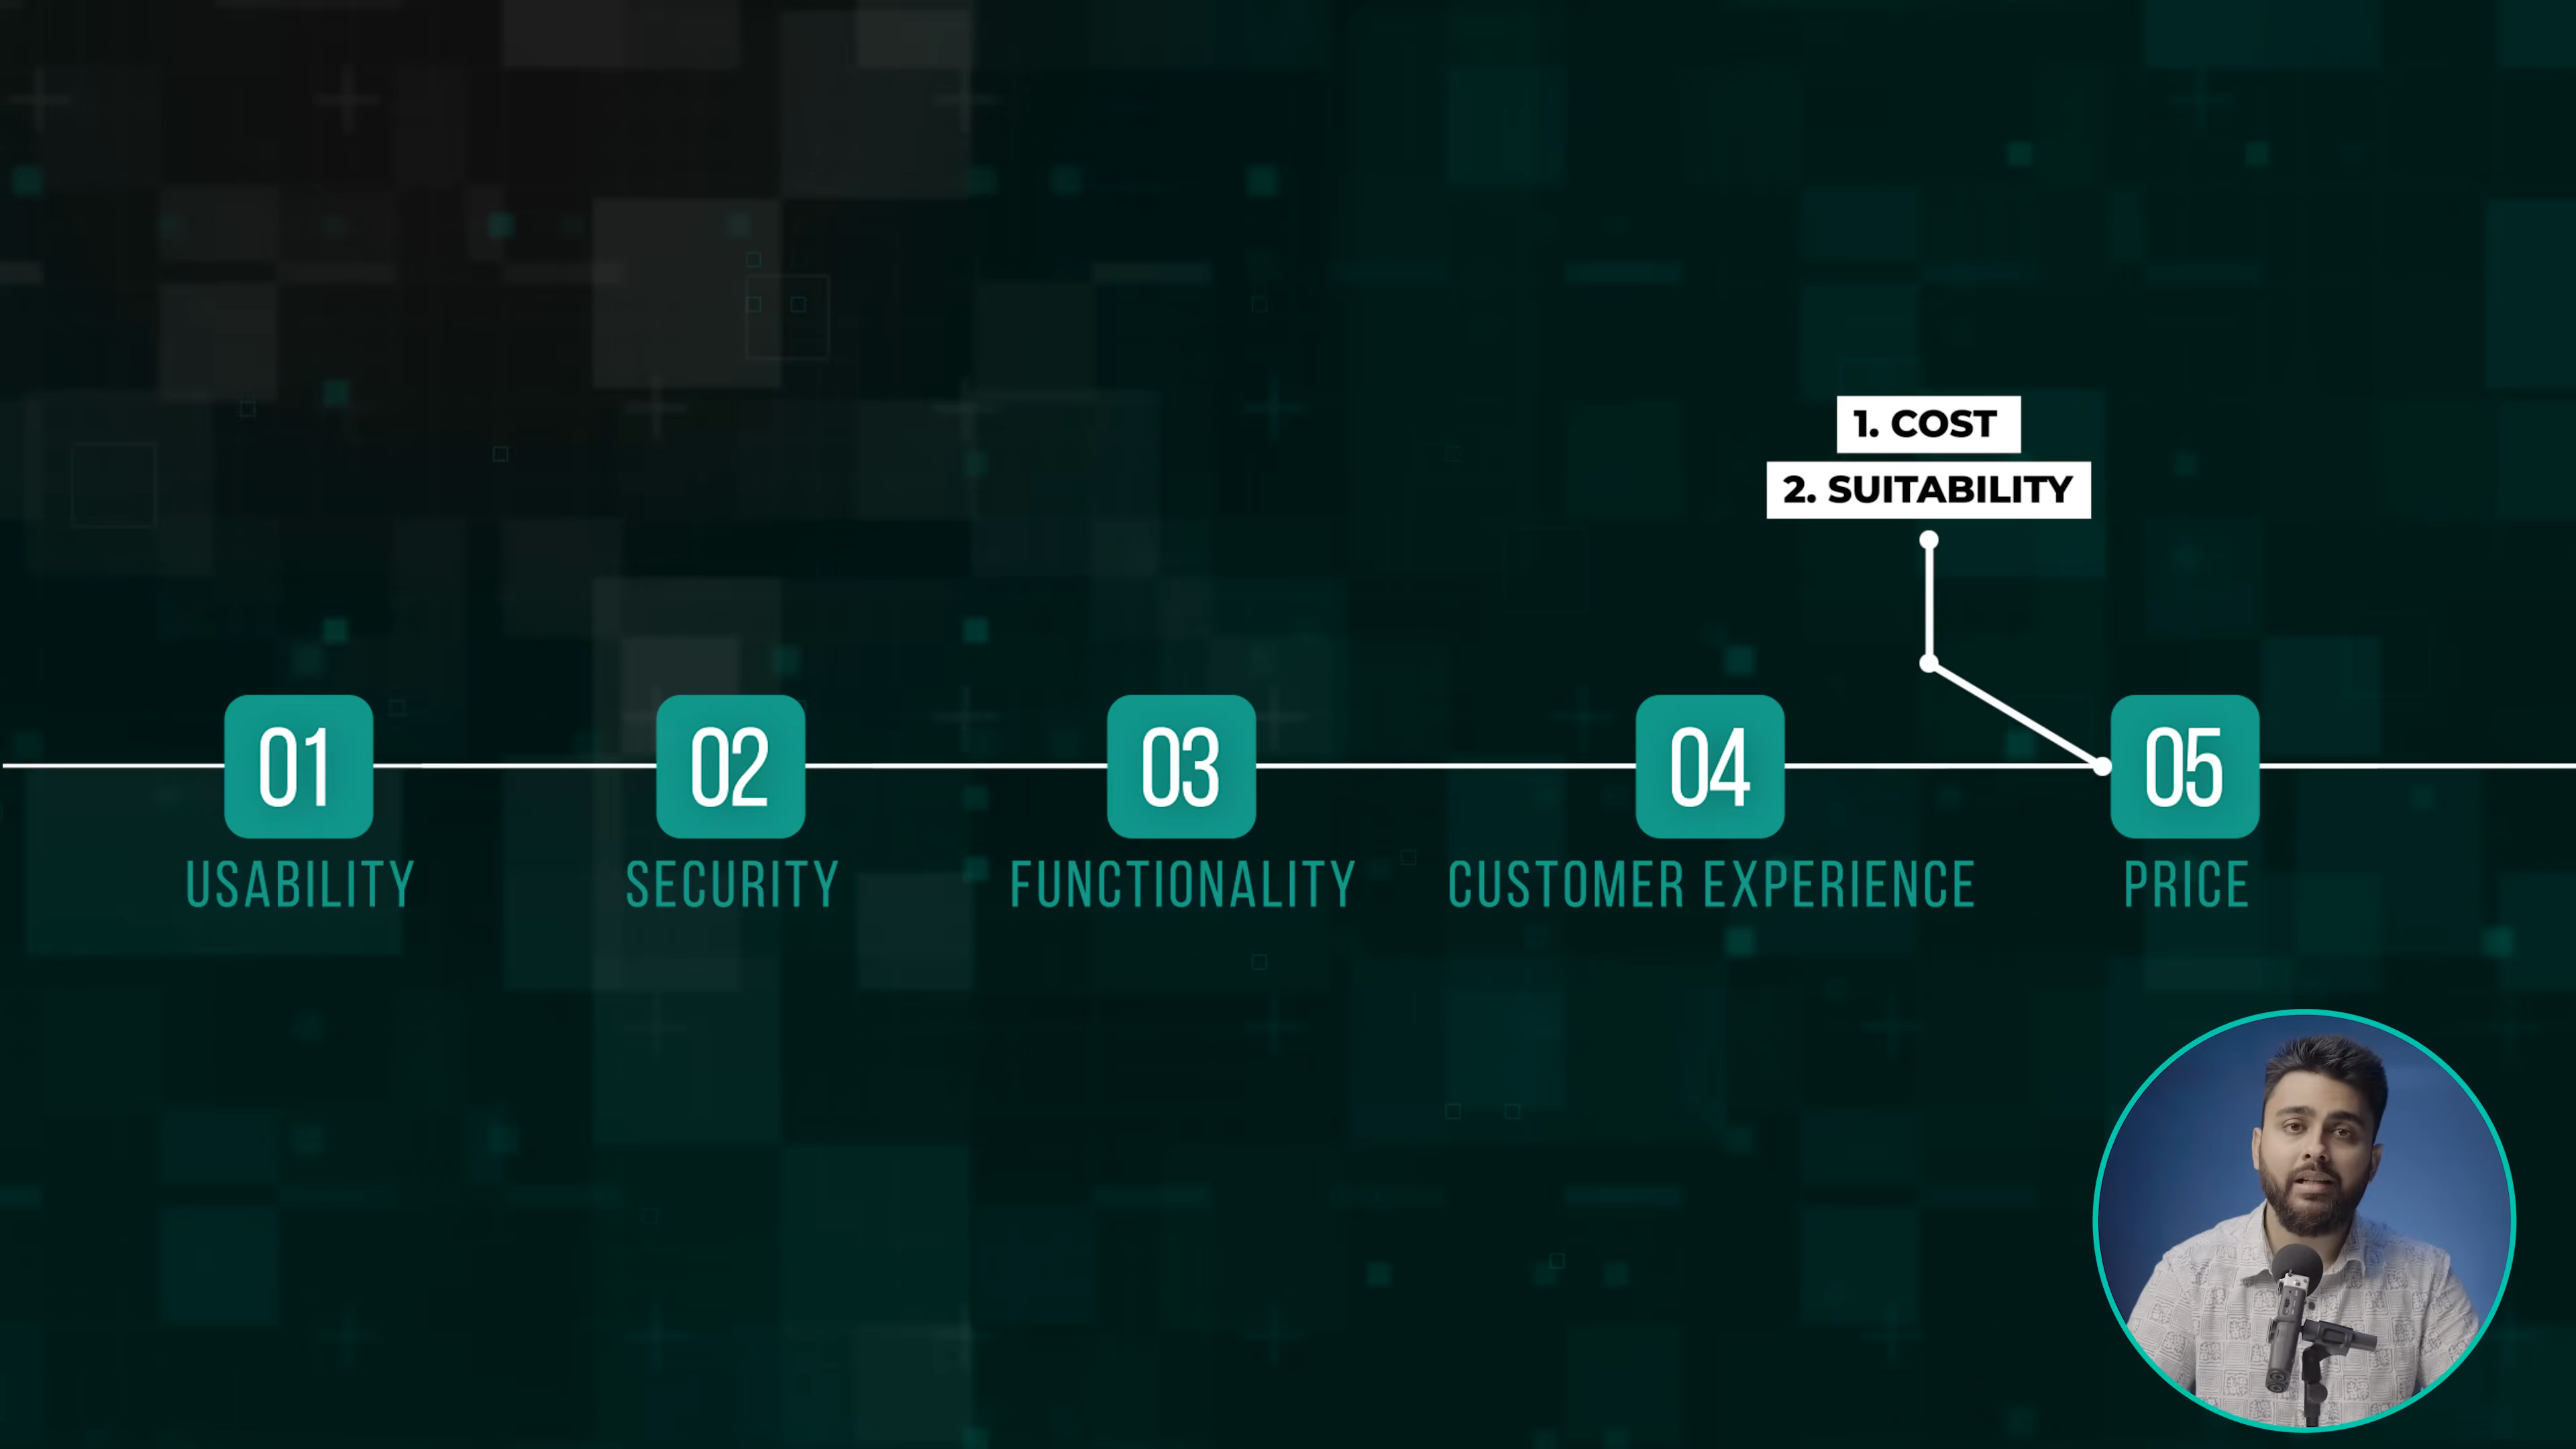 1. COST
2. SUITABILITY
01
02
03
04
05
USABILITY
SECURITY
FUNCTIONALITY
CUSTOMER EXPERIENCE
PRICE